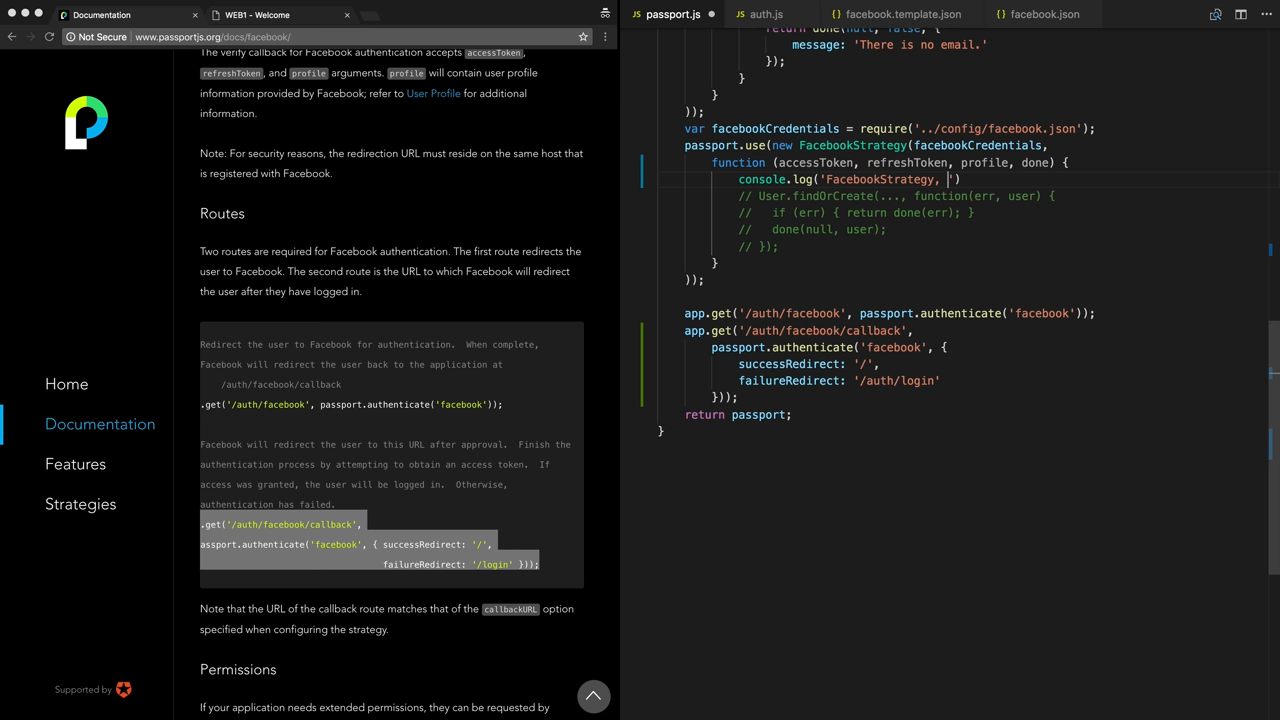 Documentation
WEB1 - Welcome
Not Secure
www.passportjs.org/docs/facebook/
The verify callback for Facebook authentication accepts accessToken,
refreshToken, and profile arguments. profile will contain user profile
information provided by Facebook; refer to User Profile for additional
information.
Note: For security reasons, the redirection URL must reside on the same host that
is registered with Facebook.
Routes
Two routes are required for Facebook authentication. The first route redirects the
user to Facebook. The second route is the URL to which Facebook will redirect
the user after they have logged in.
Redirect the user to Facebook for authentication.  When complete,
Facebook will redirect the user back to the application at
/auth/facebook/callback
.get('/auth/facebook', passport.authenticate('facebook'));
Facebook will redirect the user to this URL after approval.  Finish the
authentication process by attempting to obtain an access token.  If
access was granted, the user will be logged in.  Otherwise,
authentication has failed.
.get('/auth/facebook/callback',
assport.authenticate('facebook', { successRedirect: '/',
failureRedirect: '/login' }));
Note that the URL of the callback route matches that of the callbackURL option
specified when configuring the strategy.
Permissions
If your application needs extended permissions, they can be requested by
Home
Documentation
Features
Strategies
Supported by
JS passport.js
JS auth.js
{ } facebook.template.json
{ } facebook.json
return done(null, false, {
message: 'There is no email.'
});
}
}
));
var facebookCredentials = require('../config/facebook.json');
passport.use(new FacebookStrategy(facebookCredentials,
function (accessToken, refreshToken, profile, done) {
console.log('FacebookStrategy, ')
// User.findOrCreate(..., function(err, user) {
//   if (err) { return done(err); }
//   done(null, user);
// });
}
));
app.get('/auth/facebook', passport.authenticate('facebook'));
app.get('/auth/facebook/callback',
passport.authenticate('facebook', {
successRedirect: '/',
failureRedirect: '/auth/login'
}));
return passport;
}